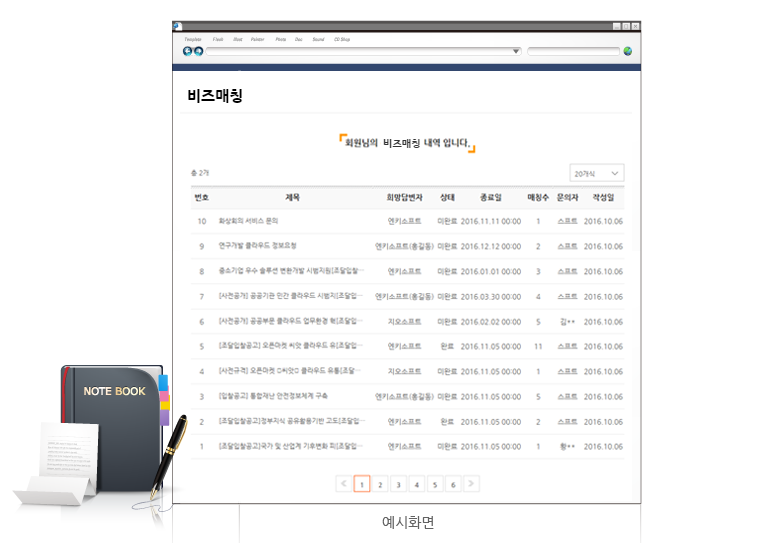 Template Flash Start Painter Photo Doc Sound CD Shop
비즈매칭
회원님의 비즈매칭 내역 입니다.
총 2개 20개식
번호 제목 희망답변자 상태 종료일 매칭수 문의자 작성일
10 화상회의 서비스 문의 엔키소프트 미완료 2016.11.11 00:00 1 소프트 2016.10.06
9 연구개발 클라우드 정보요청 엔키소프트(홍길동) 미완료 2016.12.12 00:00 2 소프트 2016.10.06
8 중소기업 우수 솔루션 변환개발 시범지원[조달입찰… 엔키소프트 미완료 2016.01.01 00:00 3 소프트 2016.10.06
7 [사전공개] 공공기관 민간 클라우드 시범지[조달입… 엔키소프트(홍길동) 미완료 2016.03.30 00:00 4 소프트 2016.10.06
6 [사전공개] 공공부문 클라우드 업무환경 혁[조달입… 지오소프트 미완료 2016.02.02 00:00 5 김** 2016.10.06
5 [조달입찰공고] 오픈마켓 씨앗 클라우드 유[조달입… 엔키소프트 완료 2016.11.05 00:00 11 소프트 2016.10.06
4 [사전규격] 오픈마켓 씨앗 클라우드 유통[조달… 지오소프트 미완료 2016.11.05 00:00 1 소프트 2016.10.06
3 [입찰공고] 통합재난 안전정보체계 구축 엔키소프트(홍길동) 미완료 2016.11.05 00:00 5 소프트 2016.10.06
2 [조달입찰공고]정부지식 공유활용기반 고도[조달입… 엔키소프트 완료 2016.11.05 00:00 2 소프트 2016.10.06
1 [조달입찰공고]국가 및 산업계 기후변화 피[조달입… 엔키소프트 미완료 2016.11.05 00:00 1 황** 2016.10.06
1 2 3 4 5 6
NOTE BOOK
예시화면